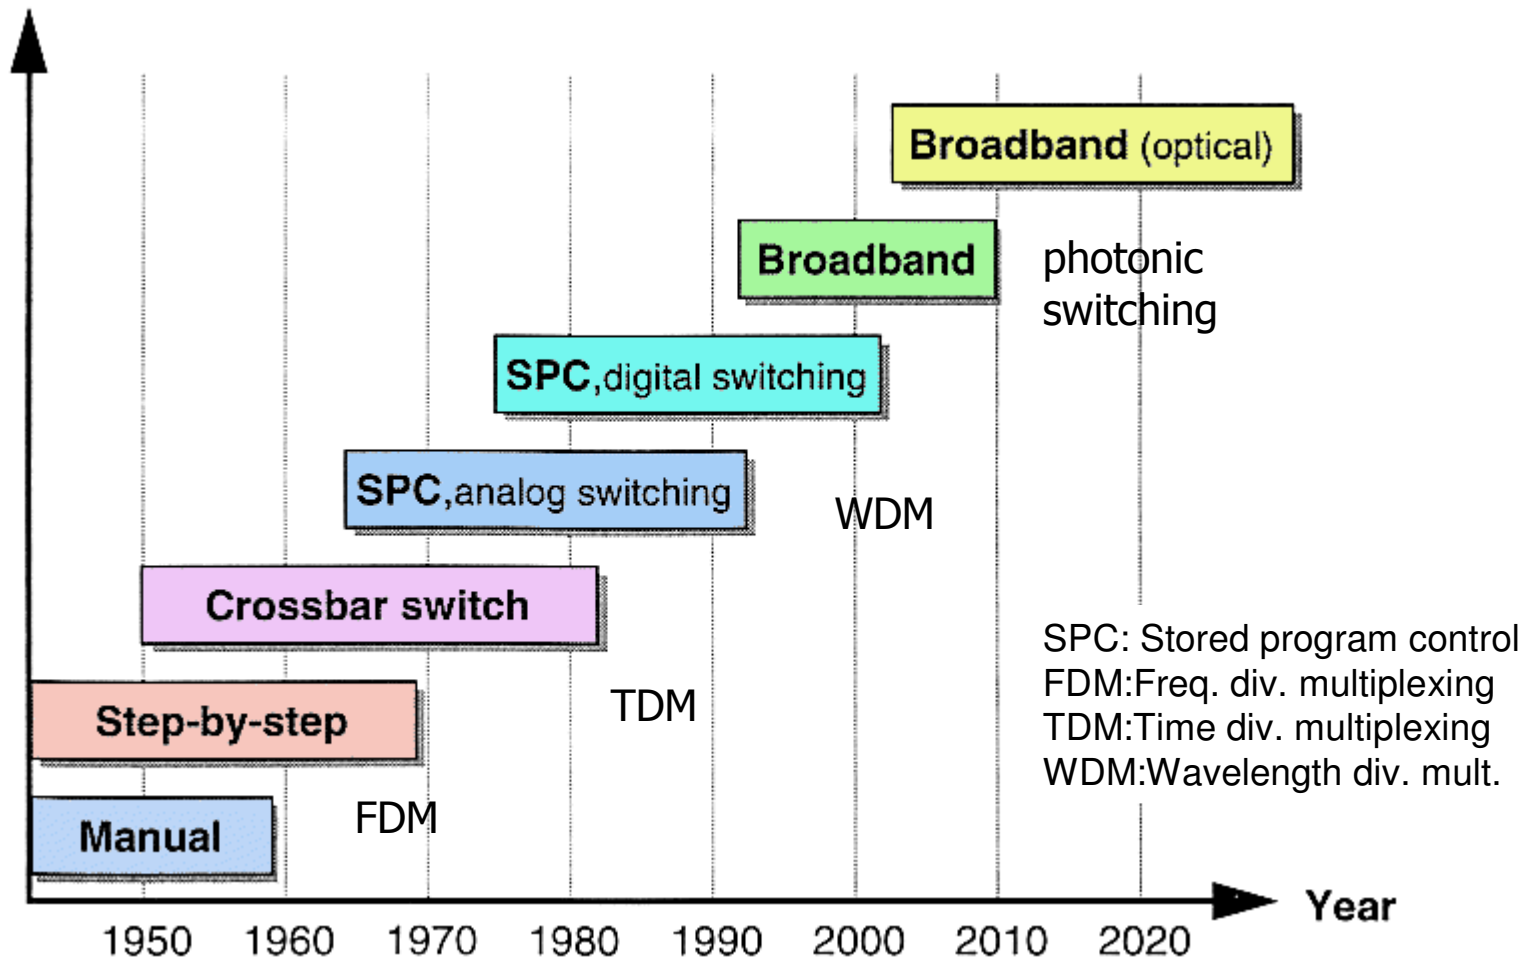 Broadband (optical)
Broadband
photonic
switching
SPC,digital switching
SPC,analog switching
WDM
Crossbar switch
SPC: Stored program control
FDM:Freq. div. multiplexing
TDM:Time div. multiplexing
WDM:Wavelength div. mult.
Step-by-step
TDM
Manual
FDM
Year
1950 1960 1970 1980 1990 2000 2010 2020